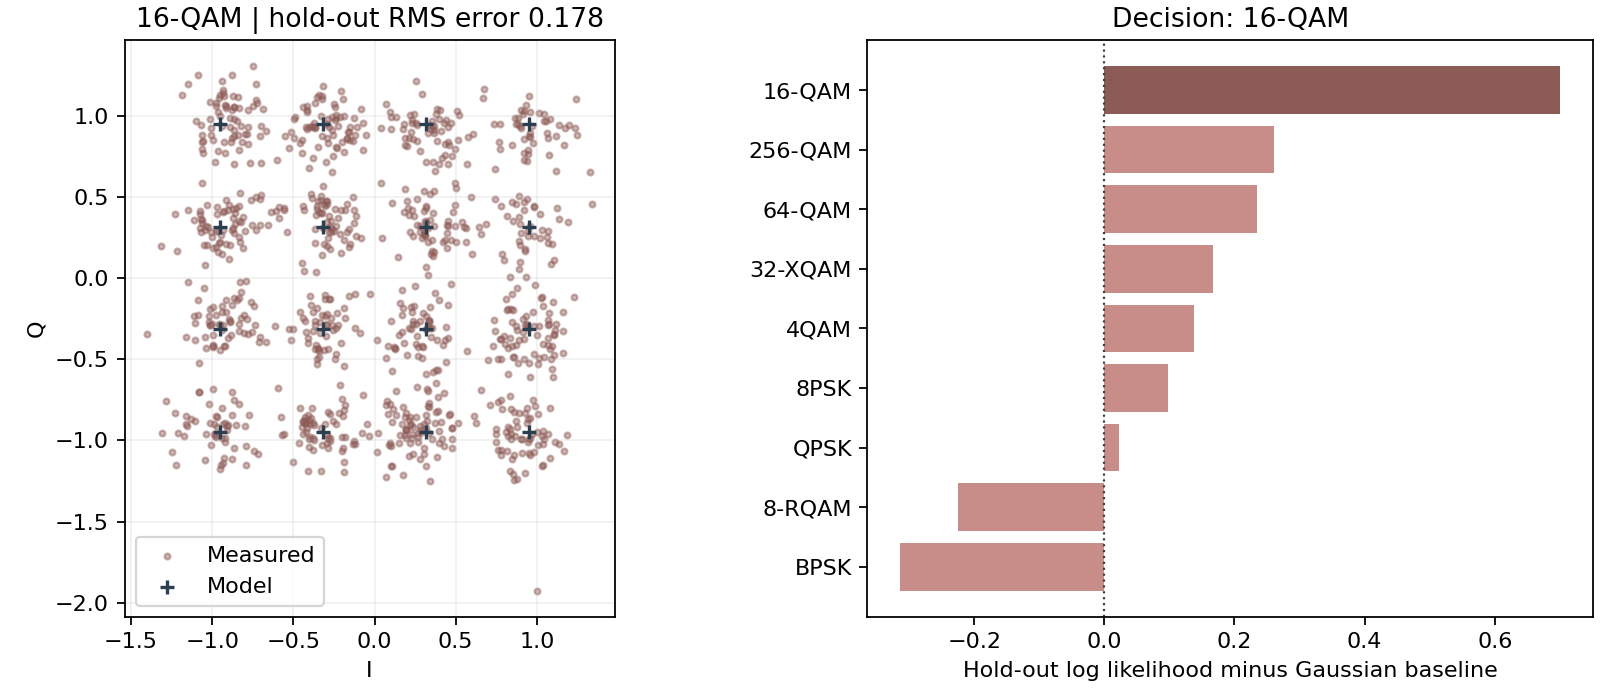 16-QAM | hold-out RMS error 0.178
1.0
0.5
0.0
−0.5
−1.0
−1.5
−2.0
Q
Measured
Model
−1.5 −1.0 −0.5 0.0 0.5 1.0
I
Decision: 16-QAM
16-QAM
256-QAM
64-QAM
32-XQAM
4QAM
8PSK
QPSK
8-RQAM
BPSK
−0.2 0.0 0.2 0.4 0.6
Hold-out log likelihood minus Gaussian baseline